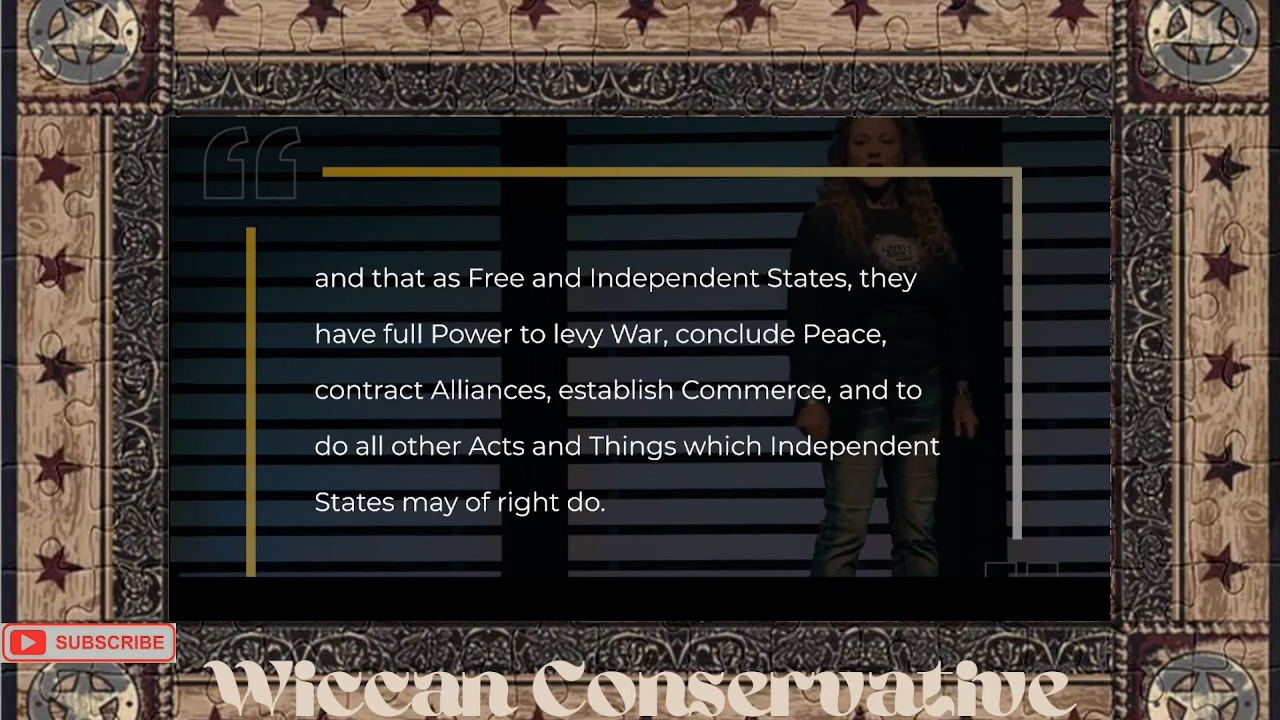 and that as Free and Independent States, they
have full Power to levy War, conclude Peace,
contract Alliances, establish Commerce, and to
do all other Acts and Things which Independent
States may of right do.
SUBSCRIBE
Wiccan Conservative